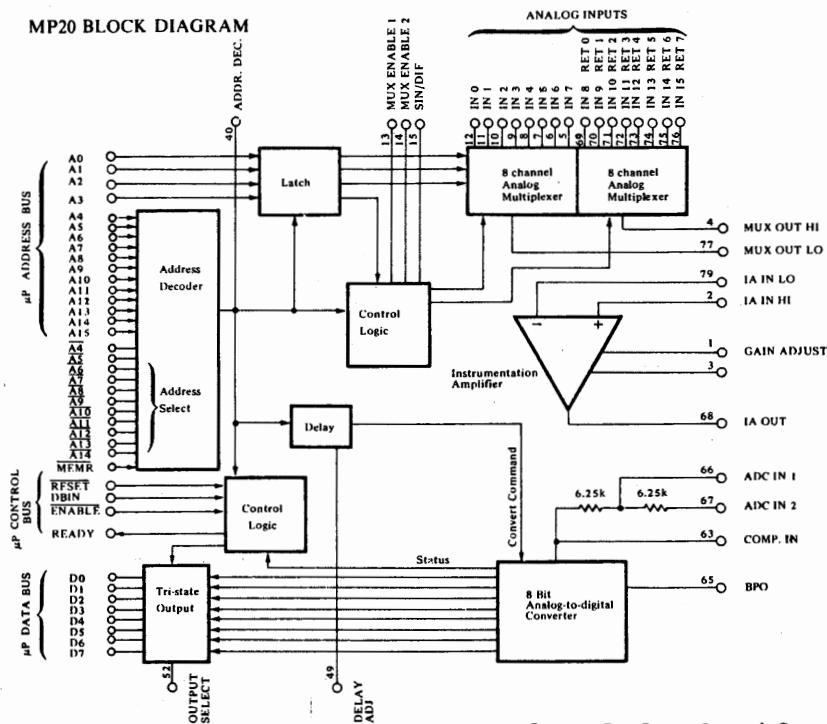 MP20 BLOCK DIAGRAM
ANALOG INPUTS
ADDR. DEC.
40
MUX ENABLE 1
MUX ENABLE 2
SIN/DIF
13
14
15
IN 0
IN 1
IN 2
IN 3
IN 4
IN 5
IN 6
IN 7
IN 8 RET 0
IN 9 RET 1
IN 10 RET 2
IN 11 RET 3
IN 12 RET 4
IN 13 RET 5
IN 14 RET 6
IN 15 RET 7
12
11
10
9
8
7
6
5
69
70
71
72
73
74
75
76
µP ADDRESS BUS
A0
A1
A2
A3
A4
A5
A6
A7
A8
A9
A10
A11
A12
A13
A14
A15
A4
A5
A6
A7
A8
A9
A10
A11
A12
A13
A14
MEMR
Latch
Address
Decoder
Address
Select
Control
Logic
8 channel
Analog
Multiplexer
8 channel
Analog
Multiplexer
4 MUX OUT HI
77 MUX OUT LO
79 IA IN LO
2 IA IN HI
− +
Instrumentation
Amplifier
1 GAIN ADJUST
3
68 IA OUT
Delay
Convert Command
µP CONTROL
BUS
RESET
DBIN
ENABLE
READY
Control
Logic
Status
6.25k
6.25k
66 ADC IN 1
67 ADC IN 2
63 COMP. IN
65 BPO
µP DATA BUS
D0
D1
D2
D3
D4
D5
D6
D7
Tri-state
Output
8 Bit
Analog-to-digital
Converter
52
OUTPUT
SELECT
49
DELAY
ADJ